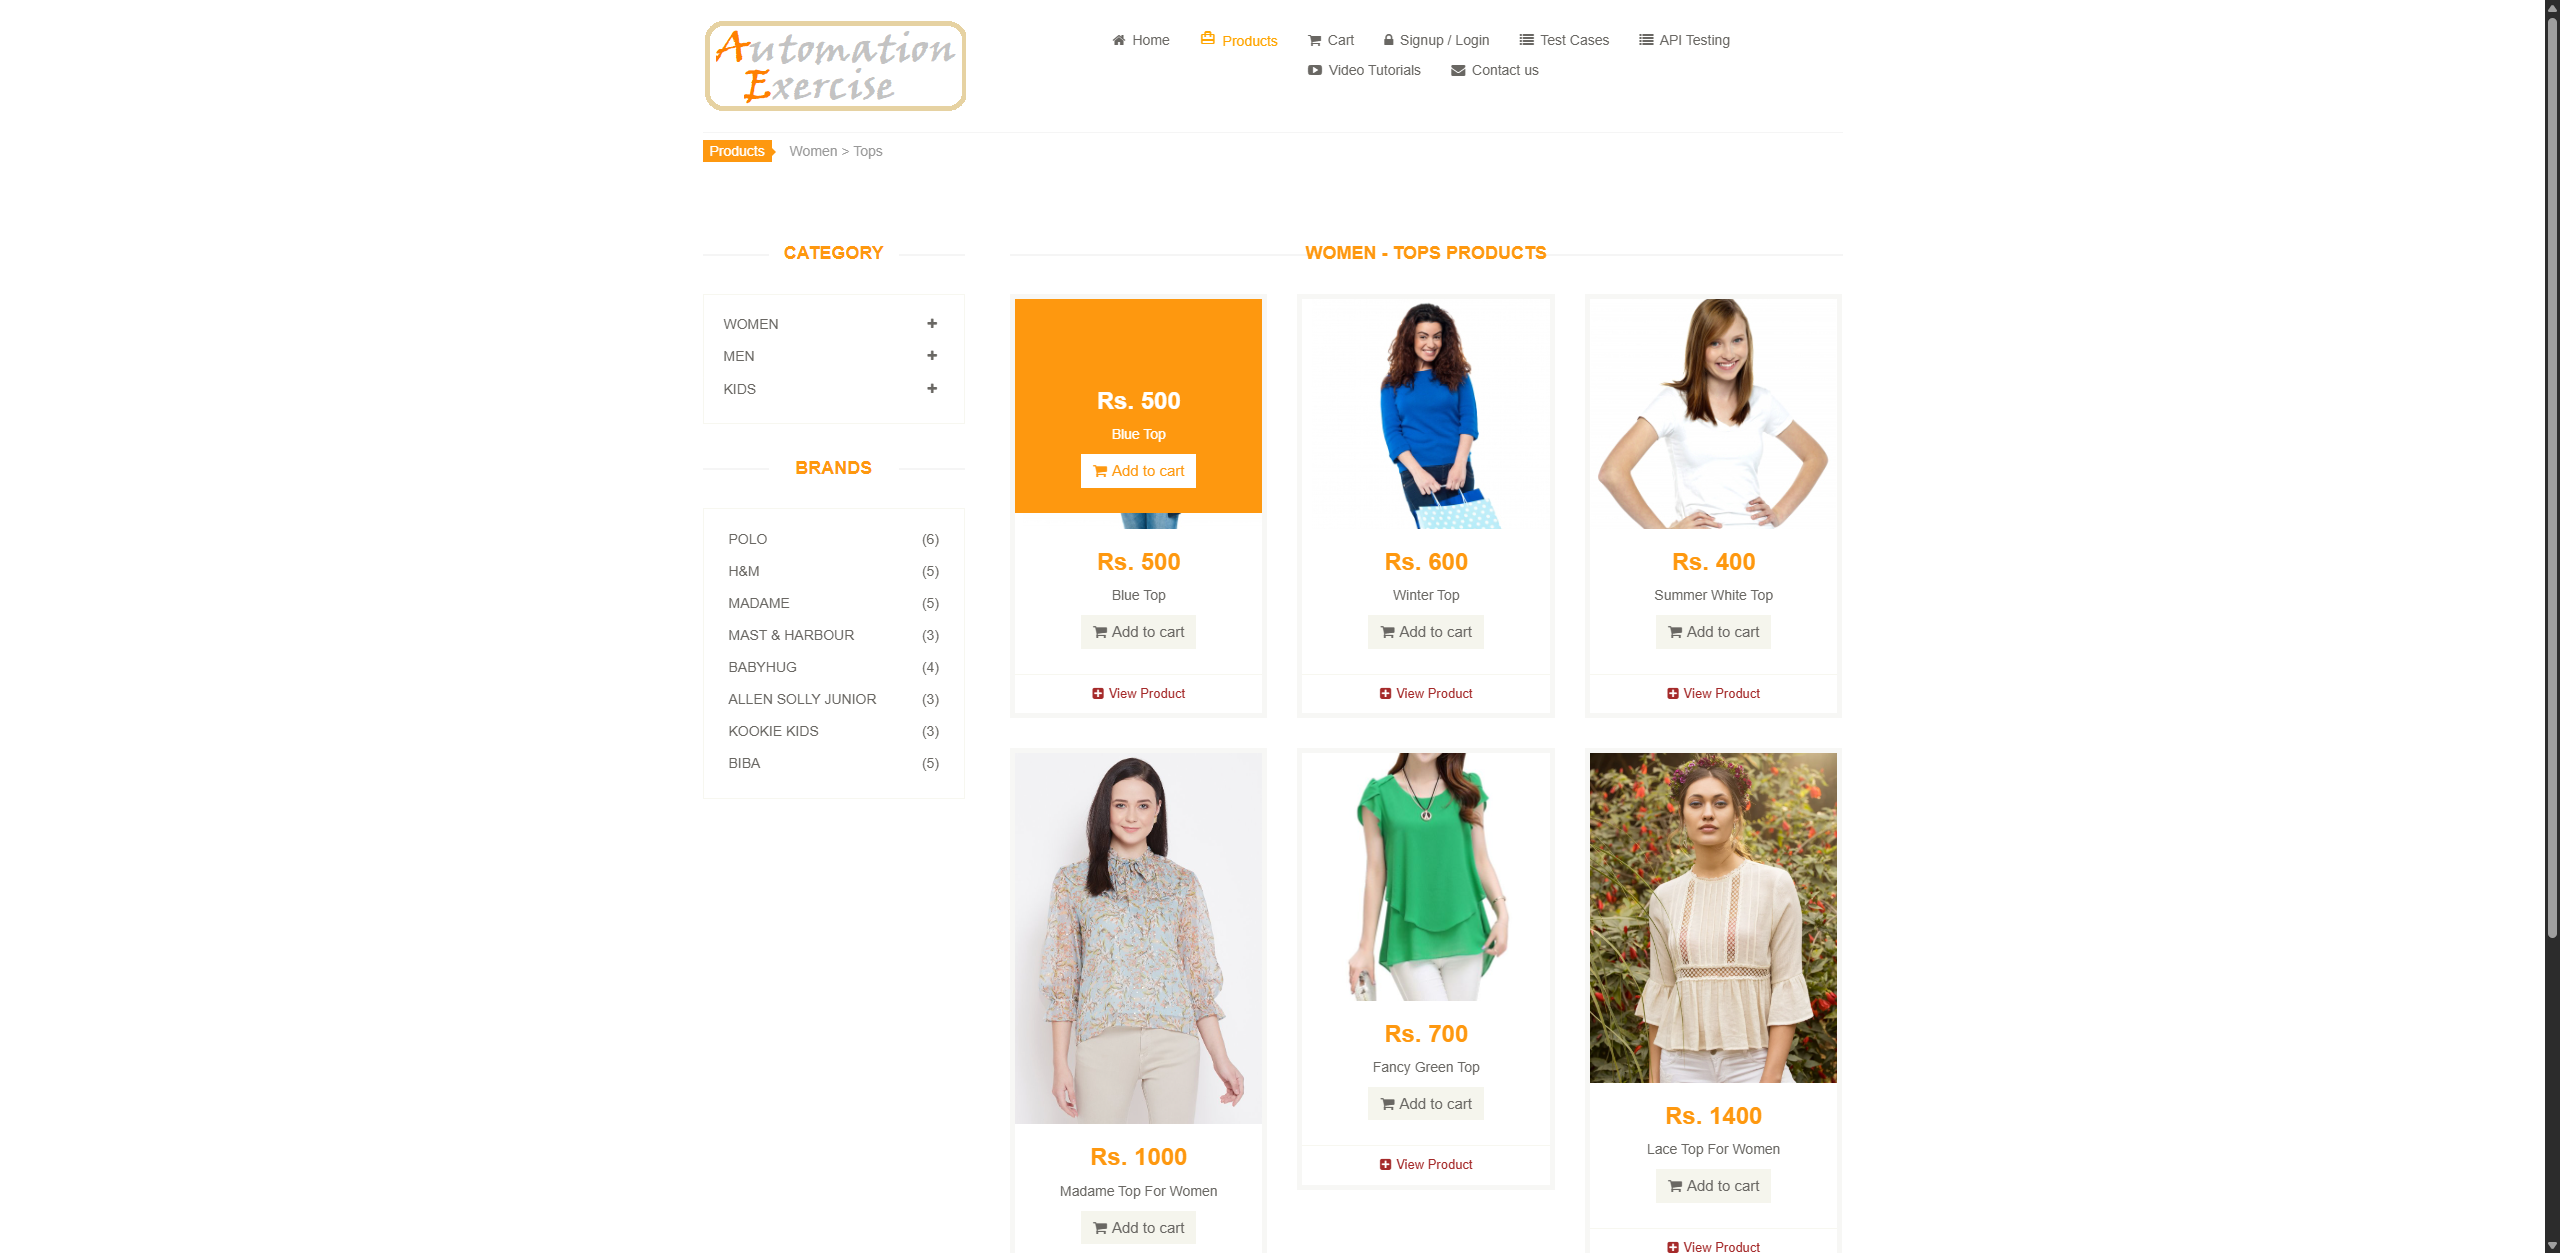 Automation
Exercise
Home
Products
Cart
Signup / Login
Test Cases
API Testing
Video Tutorials
Contact us
Products
Women > Tops
CATEGORY
WOMEN
MEN
KIDS
BRANDS
POLO (6)
H&M (5)
MADAME (5)
MAST & HARBOUR (3)
BABYHUG (4)
ALLEN SOLLY JUNIOR (3)
KOOKIE KIDS (3)
BIBA (5)
WOMEN - TOPS PRODUCTS
Rs. 500
Blue Top
Add to cart
Rs. 500
Blue Top
Add to cart
View Product
Rs. 600
Winter Top
Add to cart
View Product
Rs. 400
Summer White Top
Add to cart
View Product
Rs. 1000
Madame Top For Women
Add to cart
Rs. 700
Fancy Green Top
Add to cart
View Product
Rs. 1400
Lace Top For Women
Add to cart
View Product